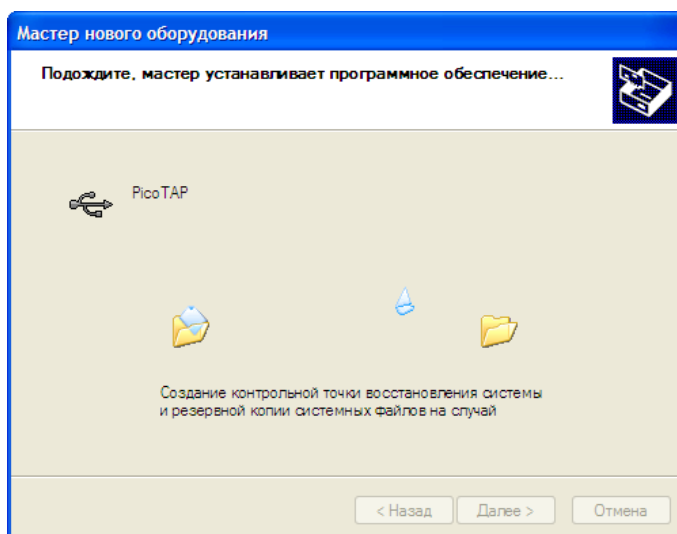 Мастер нового оборудования
Подождите, мастер устанавливает программное обеспечение...
PicoTAP
Создание контрольной точки восстановления системы
и резервной копии системных файлов на случай
< Назад
Далее >
Отмена